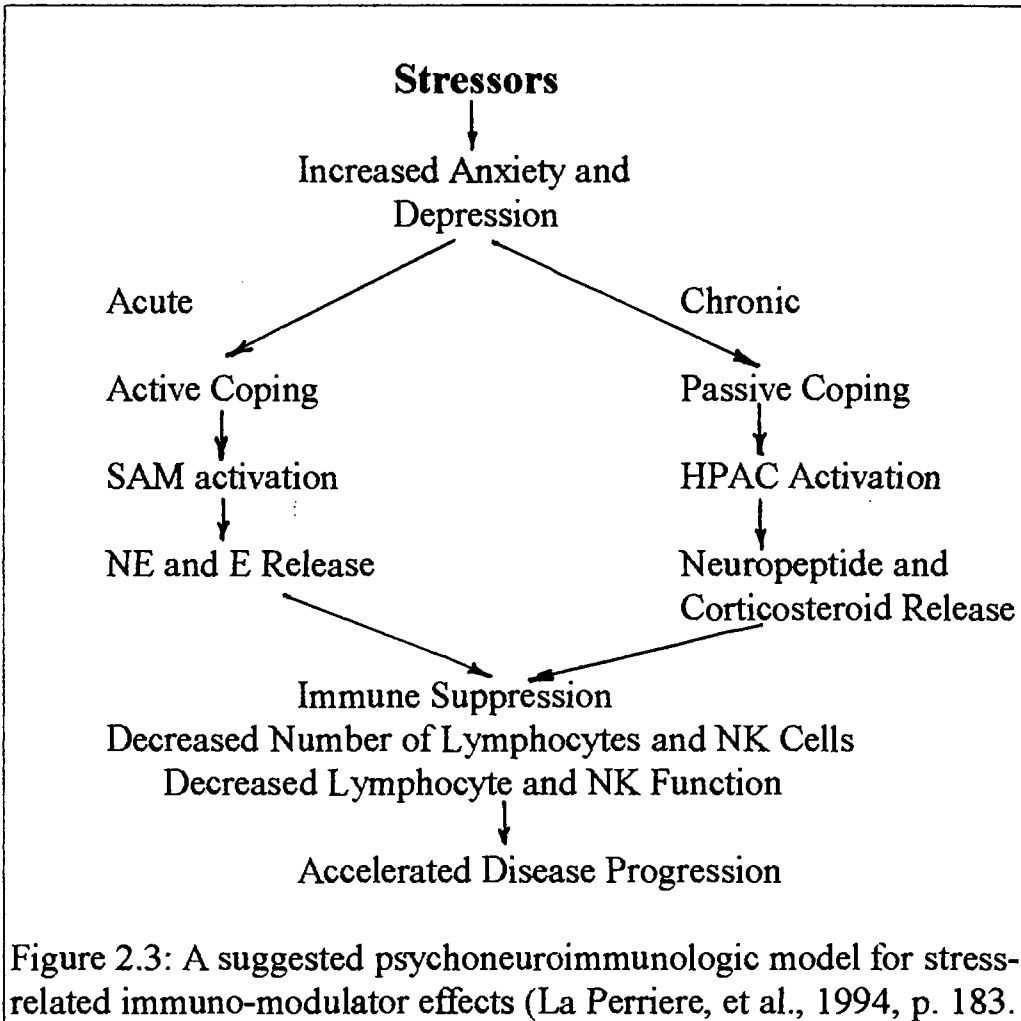 Stressors
Increased Anxiety and
Depression
Acute
Chronic
Active Coping
Passive Coping
SAM activation
HPAC Activation
NE and E Release
Neuropeptide and
Corticosteroid Release
Immune Suppression
Decreased Number of Lymphocytes and NK Cells
Decreased Lymphocyte and NK Function
Accelerated Disease Progression
Figure 2.3: A suggested psychoneuroimmunologic model for stress-
related immuno-modulator effects (La Perriere, et al., 1994, p. 183.